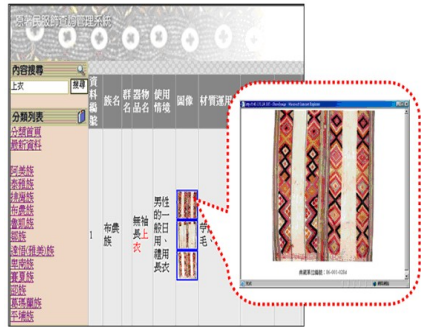 原住民服飾查詢管理系統
內容搜尋
上衣
搜尋
分類列表
分類首頁
最新資料
阿美族
泰雅族
排灣族
布農族
魯凱族
鄒族
達悟(雅美)族
卑南族
賽夏族
邵族
噶瑪蘭族
平埔族
資料編號
族名
群名
器物品名
使用情境
圖像
材質運用
1
布農族
無袖長上衣
男性的一般日用、禮用長衣